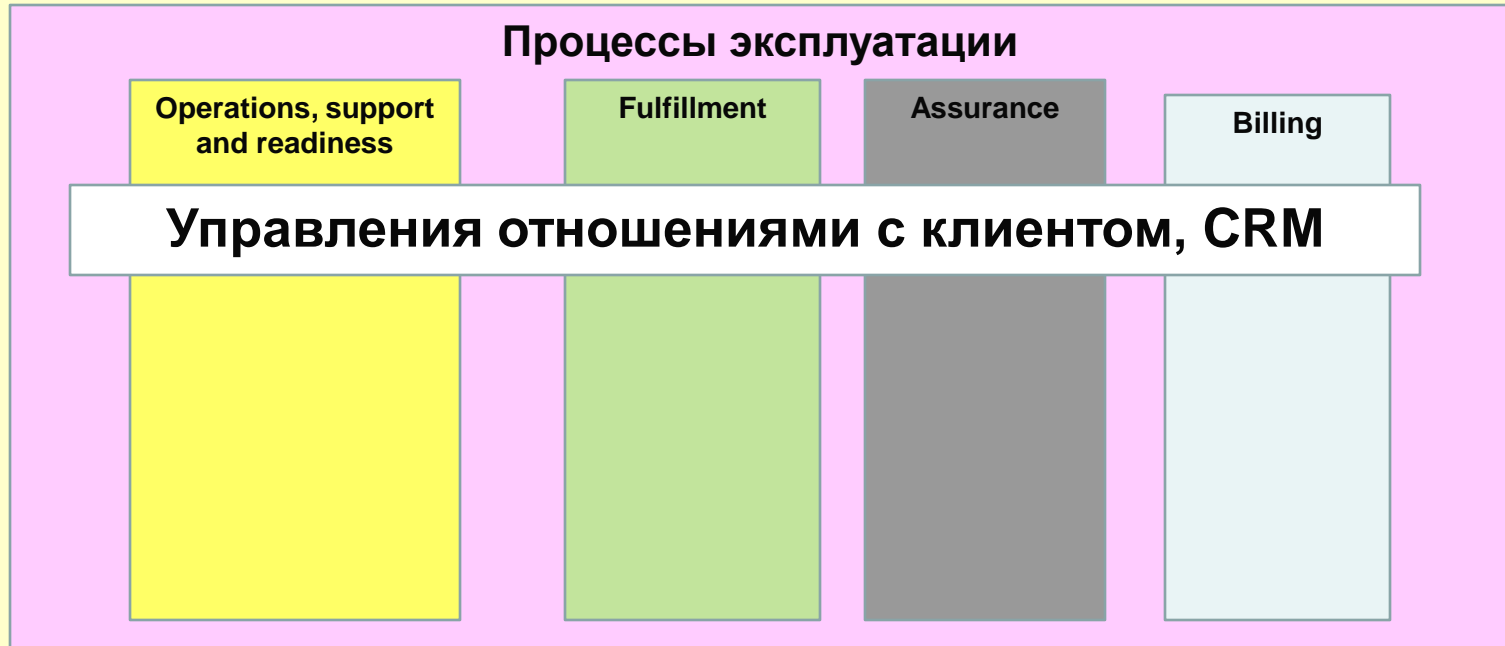 Процессы эксплуатации
Operations, support
and readiness
Fulfillment
Assurance
Billing
Управления отношениями с клиентом, CRM